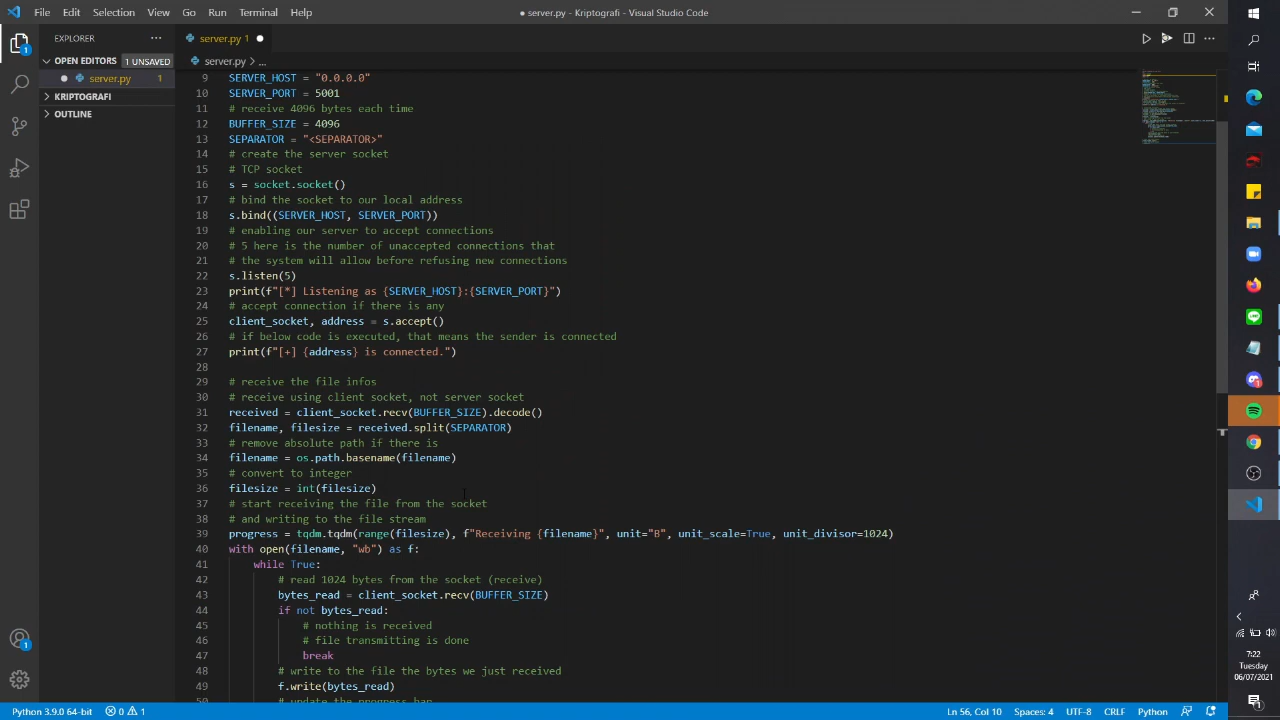 File Edit Selection View Go Run Terminal Help
● server.py - Kriptografi - Visual Studio Code
EXPLORER
OPEN EDITORS 1 UNSAVED
server.py 1
KRIPTOGRAFI
OUTLINE
server.py 1
server.py > ...
9 SERVER_HOST = "0.0.0.0"
10 SERVER_PORT = 5001
11 # receive 4096 bytes each time
12 BUFFER_SIZE = 4096
13 SEPARATOR = "<SEPARATOR>"
14 # create the server socket
15 # TCP socket
16 s = socket.socket()
17 # bind the socket to our local address
18 s.bind((SERVER_HOST, SERVER_PORT))
19 # enabling our server to accept connections
20 # 5 here is the number of unaccepted connections that
21 # the system will allow before refusing new connections
22 s.listen(5)
23 print(f"[*] Listening as {SERVER_HOST}:{SERVER_PORT}")
24 # accept connection if there is any
25 client_socket, address = s.accept()
26 # if below code is executed, that means the sender is connected
27 print(f"[+] {address} is connected.")
28
29 # receive the file infos
30 # receive using client socket, not server socket
31 received = client_socket.recv(BUFFER_SIZE).decode()
32 filename, filesize = received.split(SEPARATOR)
33 # remove absolute path if there is
34 filename = os.path.basename(filename)
35 # convert to integer
36 filesize = int(filesize)
37 # start receiving the file from the socket
38 # and writing to the file stream
39 progress = tqdm.tqdm(range(filesize), f"Receiving {filename}", unit="B", unit_scale=True, unit_divisor=1024)
40 with open(filename, "wb") as f:
41 while True:
42 # read 1024 bytes from the socket (receive)
43 bytes_read = client_socket.recv(BUFFER_SIZE)
44 if not bytes_read:
45 # nothing is received
46 # file transmitting is done
47 break
48 # write to the file the bytes we just received
49 f.write(bytes_read)
50 # update the progress bar
Python 3.9.0 64-bit 0 1
Ln 56, Col 10 Spaces: 4 UTF-8 CRLF Python
7:22
Tuesday
06/07/2021